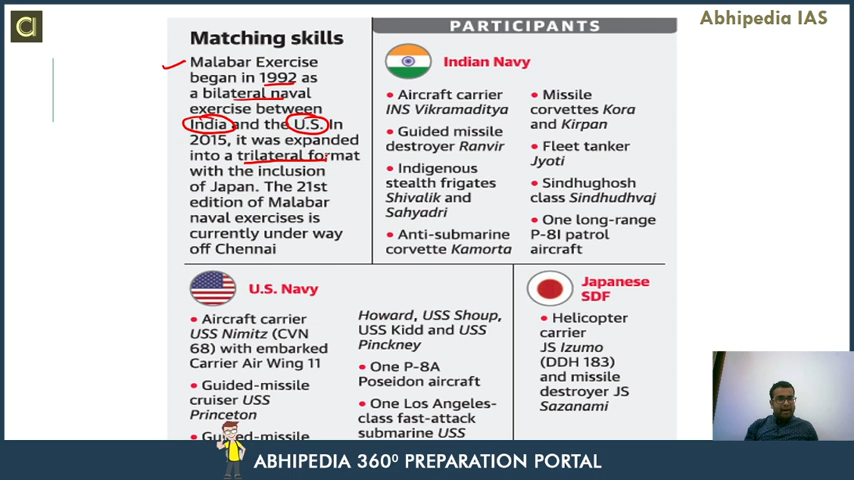 Abhipedia IAS
Matching skills
Malabar Exercise
began in 1992 as
a bilateral naval
exercise between
India and the U.S. In
2015, it was expanded
into a trilateral format
with the inclusion
of Japan. The 21st
edition of Malabar
naval exercises is
currently under way
off Chennai
PARTICIPANTS
Indian Navy
• Aircraft carrier
INS Vikramaditya
• Guided missile
destroyer Ranvir
• Indigenous
stealth frigates
Shivalik and
Sahyadri
• Anti-submarine
corvette Kamorta
• Missile
corvettes Kora
and Kirpan
• Fleet tanker
Jyoti
• Sindhughosh
class Sindhudhvaj
• One long-range
P-8I patrol
aircraft
U.S. Navy
• Aircraft carrier
USS Nimitz (CVN
68) with embarked
Carrier Air Wing 11
• Guided-missile
cruiser USS
Princeton
• Guided-missile
Howard, USS Shoup,
USS Kidd and USS
Pinckney
• One P-8A
Poseidon aircraft
• One Los Angeles-
class fast-attack
submarine USS
Japanese
SDF
• Helicopter
carrier
JS Izumo
(DDH 183)
and missile
destroyer JS
Sazanami
ABHIPEDIA 360⁰ PREPARATION PORTAL